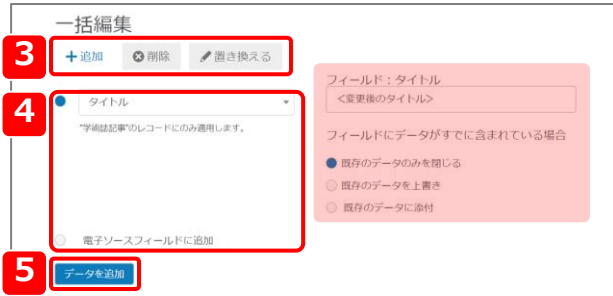 一括編集
3
追加 削除 置き換える
4
タイトル
"学術誌記事"のレコードにのみ適用します。
電子ソースフィールドに追加
5
データを追加
フィールド：タイトル
<変更後のタイトル>
フィールドにデータがすでに含まれている場合
既存のデータのみを閉じる
既存のデータを上書き
既存のデータに添付